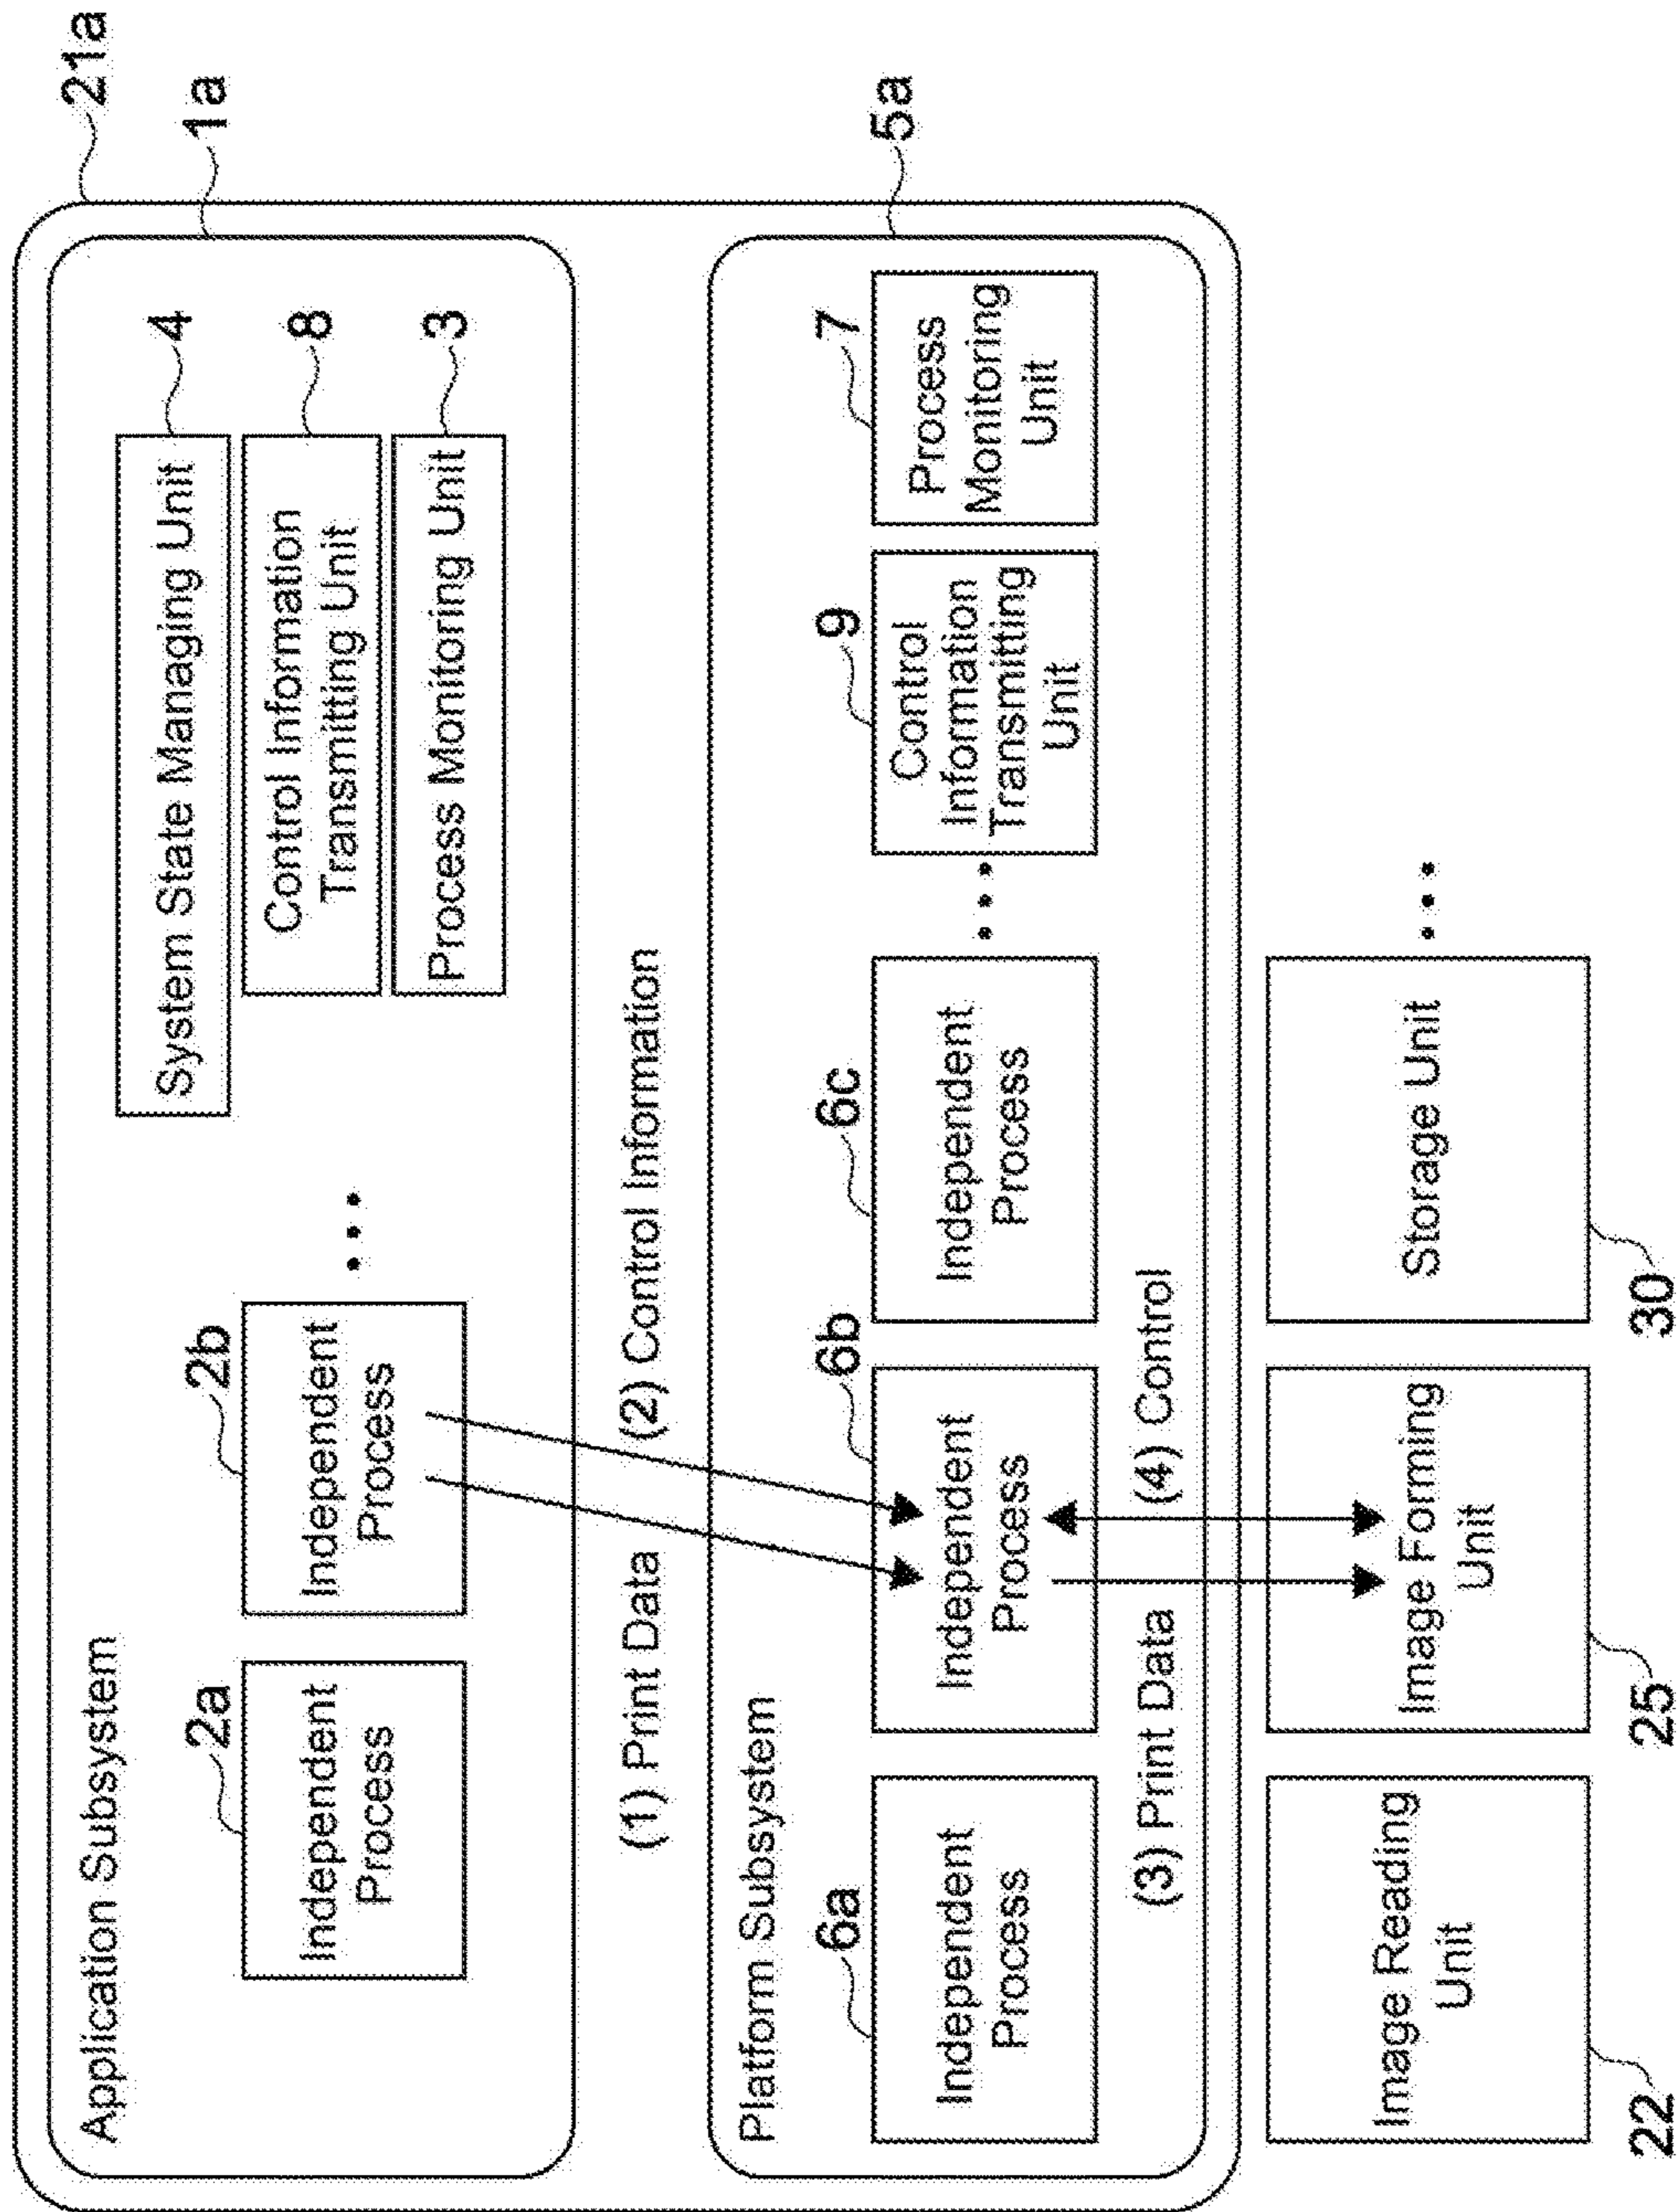 21a
1a
Application Subsystem
System State Managing Unit
4
2a
2b
Control Information
Transmitting Unit
8
Independent
Process
Independent
Process
...
Process Monitoring Unit
3
(1) Print Data
(2) Control Information
5a
Platform Subsystem
6a
6b
6c
9
7
Independent
Process
Independent
Process
Independent
Process
...
Control
Information
Transmitting
Unit
Process
Monitoring
Unit
(3) Print Data
(4) Control
Image Reading
Unit
Image Forming
Unit
Storage Unit
...
22
25
30